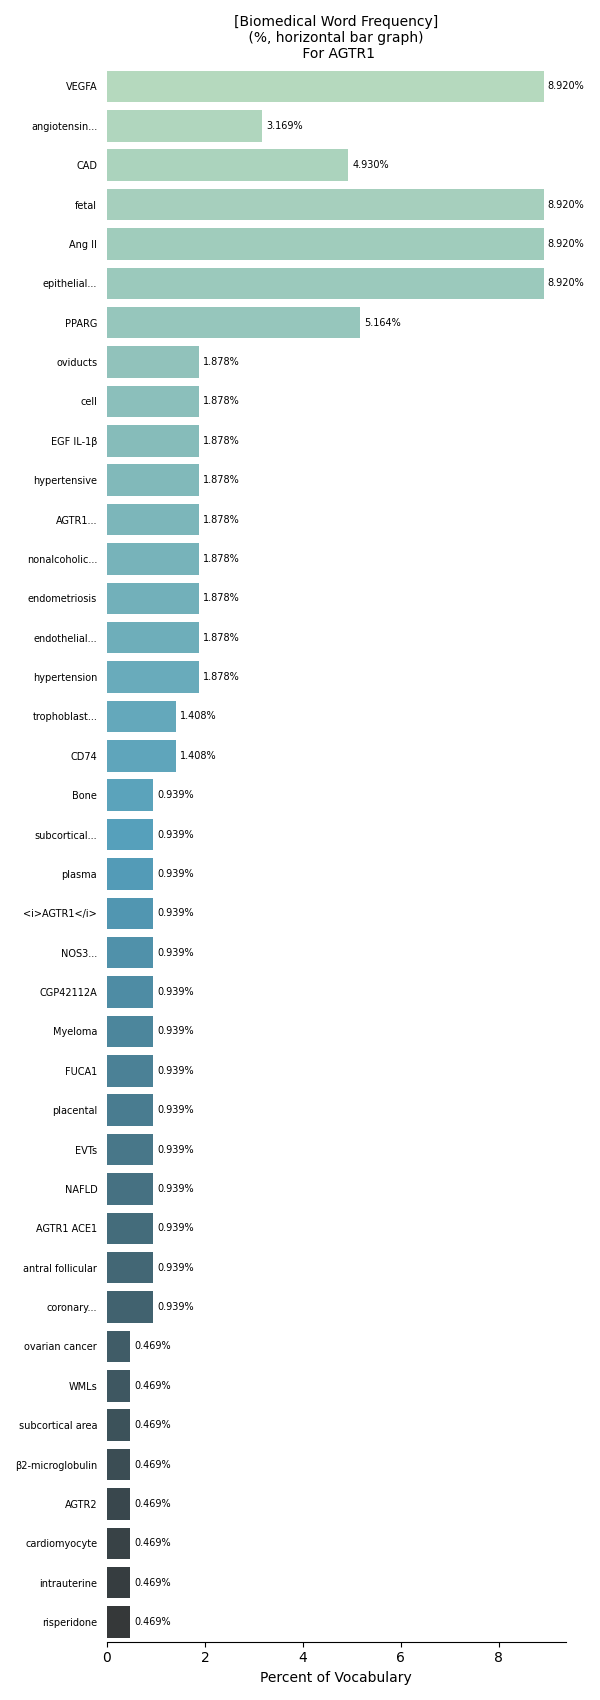 [Biomedical Word Frequency]
(%, horizontal bar graph)
For AGTR1
VEGFA 8.920%
angiotensin... 3.169%
CAD 4.930%
fetal 8.920%
Ang II 8.920%
epithelial... 8.920%
PPARG 5.164%
oviducts 1.878%
cell 1.878%
EGF IL-1β 1.878%
hypertensive 1.878%
AGTR1... 1.878%
nonalcoholic... 1.878%
endometriosis 1.878%
endothelial... 1.878%
hypertension 1.878%
trophoblast... 1.408%
CD74 1.408%
Bone 0.939%
subcortical... 0.939%
plasma 0.939%
<i>AGTR1</i> 0.939%
NOS3... 0.939%
CGP42112A 0.939%
Myeloma 0.939%
FUCA1 0.939%
placental 0.939%
EVTs 0.939%
NAFLD 0.939%
AGTR1 ACE1 0.939%
antral follicular 0.939%
coronary... 0.939%
ovarian cancer 0.469%
WMLs 0.469%
subcortical area 0.469%
β2-microglobulin 0.469%
AGTR2 0.469%
cardiomyocyte 0.469%
intrauterine 0.469%
risperidone 0.469%
0 2 4 6 8
Percent of Vocabulary